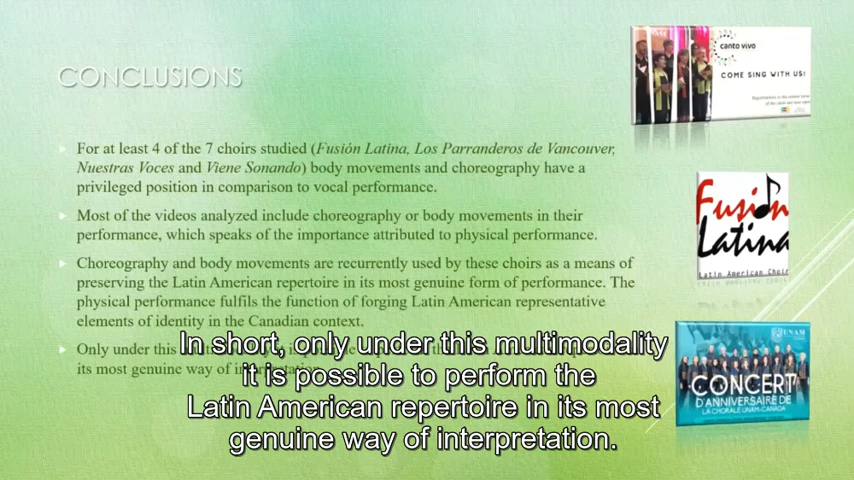 CONCLUSIONS
For at least 4 of the 7 choirs studied (Fusión Latina, Los Parranderos de Vancouver,
Nuestras Voces and Viene Sonando) body movements and choreography have a
privileged position in comparison to vocal performance.
Most of the videos analyzed include choreography or body movements in their
performance, which speaks of the importance attributed to physical performance.
Choreography and body movements are recurrently used by these choirs as a means of
preserving the Latin American repertoire in its most genuine form of performance. The
physical performance fulfils the function of forging Latin American representative
elements of identity in the Canadian context.
Only under this
its most genuine way of
In short, only under this multimodality
it is possible to perform the
Latin American repertoire in its most
genuine way of interpretation.
canto vivo
COME SING WITH US!
Fusión
Latina
Latin American Choir
UNAM
CONCERT
D'ANNIVERSAIRE DE
LA CHORALE UNAM-CANADA